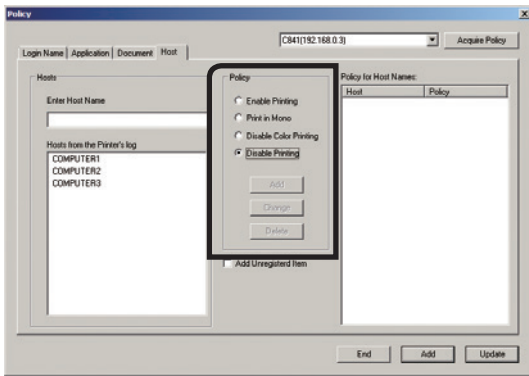 Policy
C841(192.168.0.3)
Acquire Policy
Login Name
Application
Document
Host
Hosts
Enter Host Name
Hosts from the Printer's log
COMPUTER1
COMPUTER2
COMPUTER3
Policy
Enable Printing
Print in Mono
Disable Color Printing
Disable Printing
Add
Change
Delete
Add Unregisterd Item
Policy for Host Names:
Host
Policy
End
Add
Update